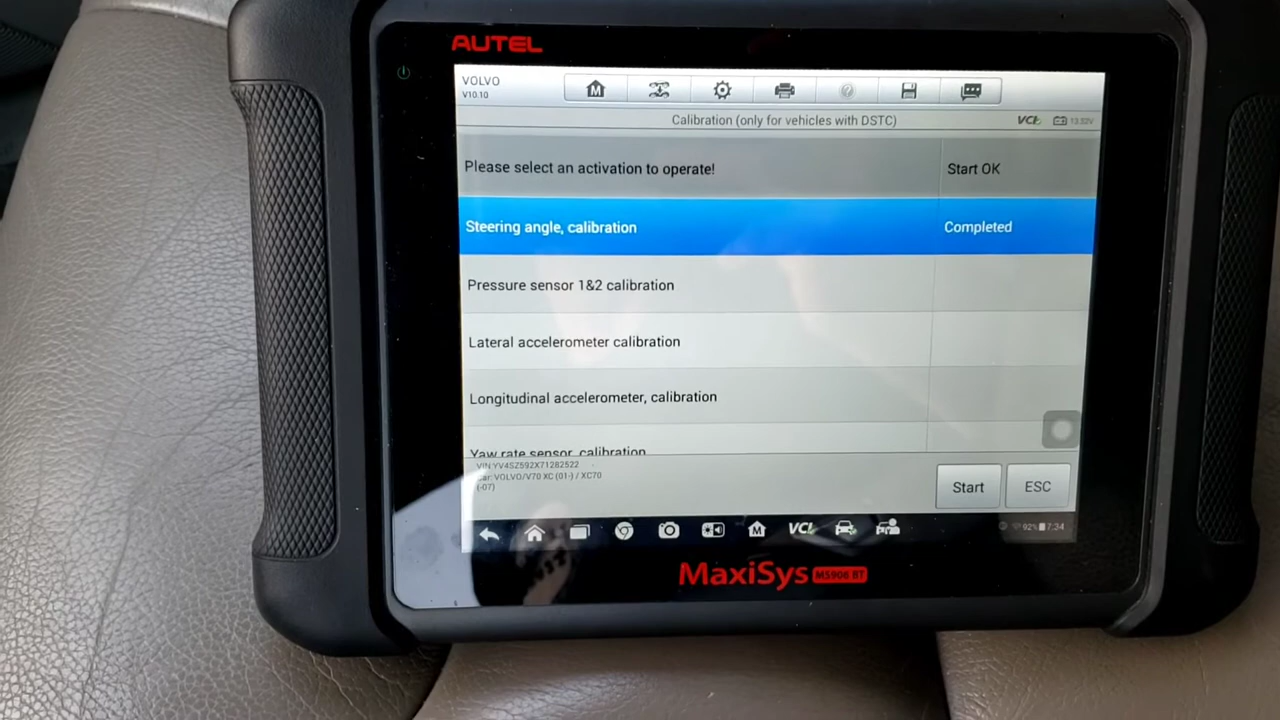 AUTEL
VOLVO
V10.10
Calibration (only for vehicles with DSTC)
VCI
13.32V
Please select an activation to operate!
Start OK
Steering angle, calibration
Completed
Pressure sensor 1&2 calibration
Lateral accelerometer calibration
Longitudinal accelerometer, calibration
Yaw rate sensor, calibration
VIN:YV4SZ592X71282522
Car: VOLVO/V70 XC (01-) / XC70
(-07)
Start
ESC
VCI
92%
7:34
MaxiSys MS906 BT